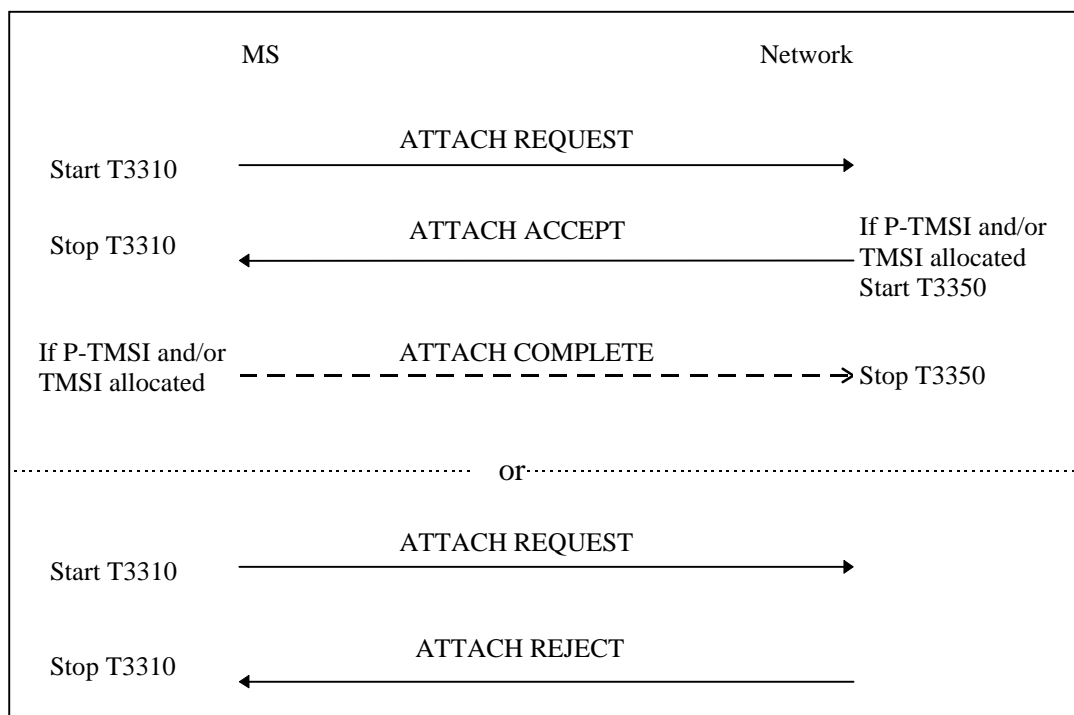 MS
Network
ATTACH REQUEST
Start T3310
ATTACH ACCEPT
Stop T3310
If P-TMSI and/or
TMSI allocated
Start T3350
If P-TMSI and/or
TMSI allocated
ATTACH COMPLETE
Stop T3350
or
ATTACH REQUEST
Start T3310
ATTACH REJECT
Stop T3310